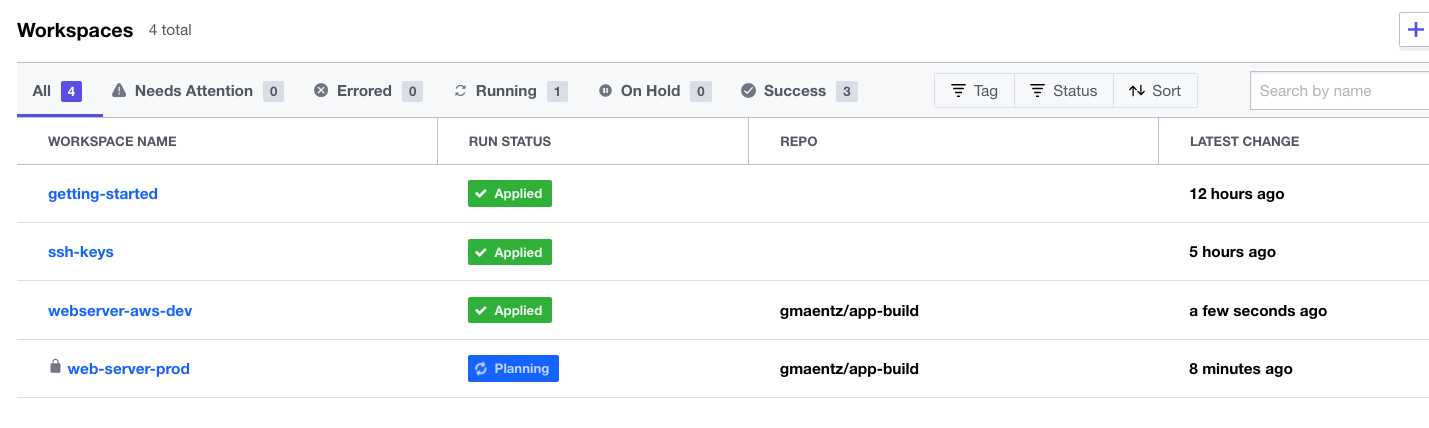 Workspaces 4 total
All 4 Needs Attention 0 Errored 0 Running 1 On Hold 0 Success 3 Tag Status Sort Search by name
WORKSPACE NAME RUN STATUS REPO LATEST CHANGE
getting-started Applied 12 hours ago
ssh-keys Applied 5 hours ago
webserver-aws-dev Applied gmaentz/app-build a few seconds ago
web-server-prod Planning gmaentz/app-build 8 minutes ago